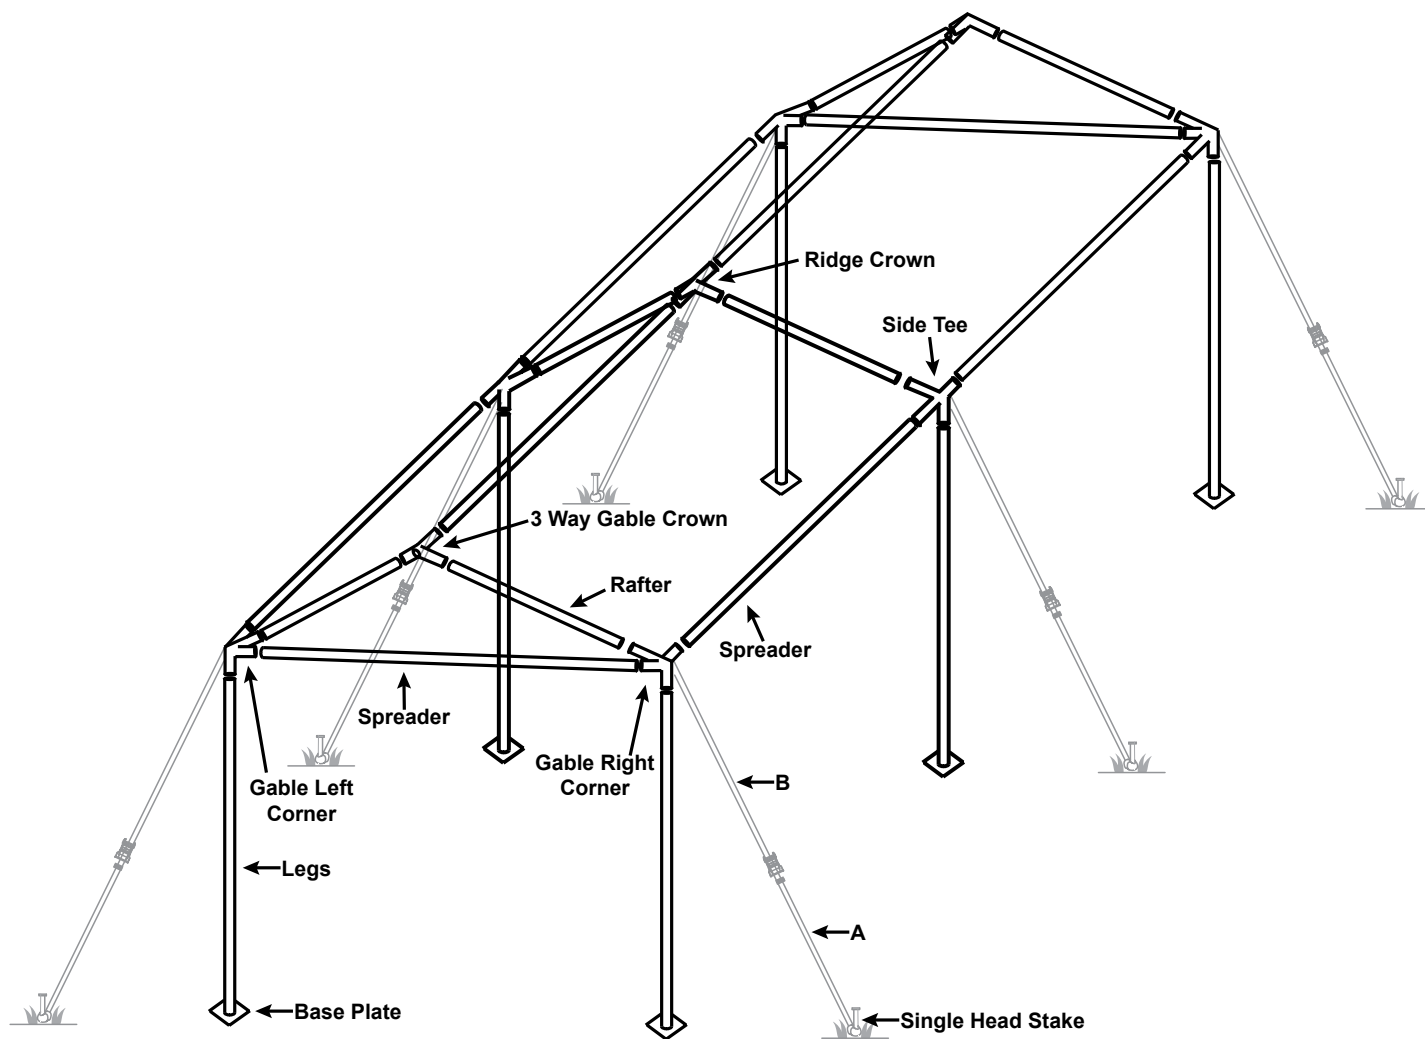 Ridge Crown
Side Tee
3 Way Gable Crown
Rafter
Spreader
Spreader
Gable Right
Corner
Gable Left
Corner
B
Legs
A
Base Plate
Single Head Stake